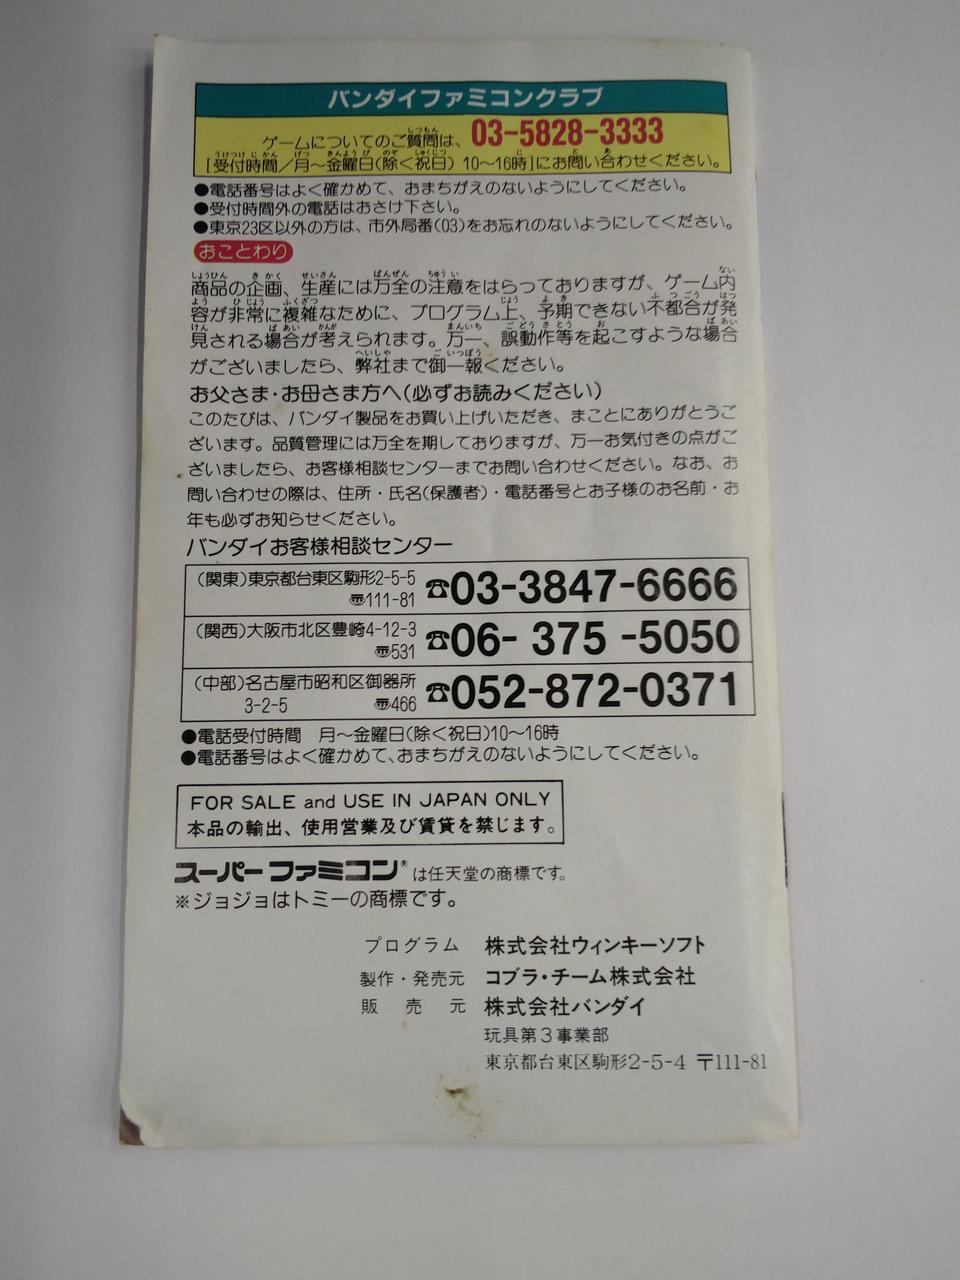 バンダイファミコンクラブ
ゲームについてのご質問は、 03-5828-3333
[受付時間/月〜金曜日(除く祝日) 10〜16時]にお問い合わせください。
●電話番号はよく確かめて、おまちがえのないようにしてください。
●受付時間外の電話はおさけ下さい。
●東京23区以外の方は、市外局番(03)をお忘れのないようにしてください。
おことわり
商品の企画、生産には万全の注意をはらっておりますが、ゲーム内
容が非常に複雑なために、プログラム上、予期できない不都合が発
見される場合が考えられます。万一、誤動作等を起こすような場合
がございましたら、弊社まで御一報ください。
お父さま・お母さま方へ(必ずお読みください)
このたびは、バンダイ製品をお買い上げいただき、まことにありがとうご
ざいます。品質管理には万全を期しておりますが、万一お気付きの点がご
ざいましたら、お客様相談センターまでお問い合わせください。なお、お
問い合わせの際は、住所・氏名(保護者)・電話番号とお子様のお名前・お
年も必ずお知らせください。
バンダイお客様相談センター
(関東)東京都台東区駒形2-5-5 ☎03-3847-6666
〠111-81
(関西)大阪市北区豊崎4-12-3 ☎06- 375 -5050
〠531
(中部)名古屋市昭和区御器所 ☎052-872-0371
3-2-5 〠466
●電話受付時間 月〜金曜日(除く祝日)10〜16時
●電話番号はよく確かめて、おまちがえのないようにしてください。
FOR SALE and USE IN JAPAN ONLY
本品の輸出、使用営業及び賃貸を禁じます。
スーパーファミコン®は任天堂の商標です。
※ジョジョはトミーの商標です。
プログラム 株式会社ウィンキーソフト
製作・発売元 コブラ・チーム株式会社
販売元 株式会社バンダイ
玩具第3事業部
東京都台東区駒形2-5-4 〒111-81